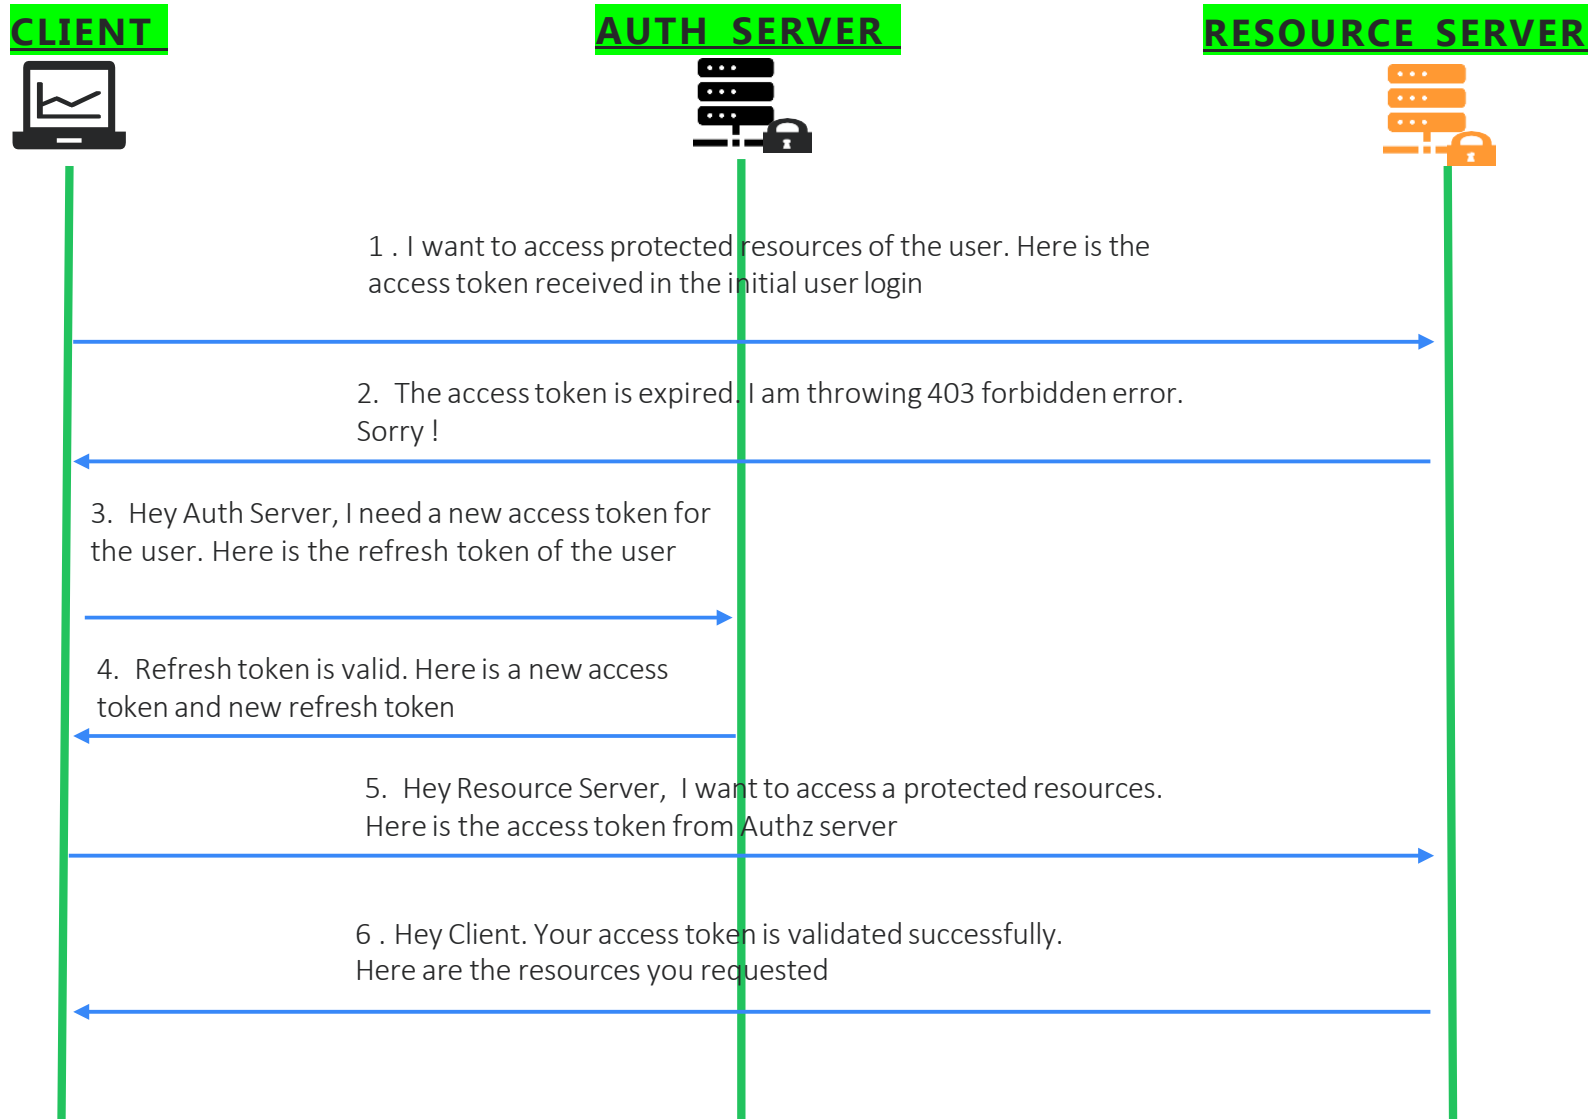 CLIENT
AUTH SERVER
RESOURCE SERVER
1 . I want to access protected resources of the user. Here is the
access token received in the initial user login
2. The access token is expired. I am throwing 403 forbidden error.
Sorry !
3. Hey Auth Server, I need a new access token for
the user. Here is the refresh token of the user
4. Refresh token is valid. Here is a new access
token and new refresh token
5. Hey Resource Server, I want to access a protected resources.
Here is the access token from Authz server
6 . Hey Client. Your access token is validated successfully.
Here are the resources you requested